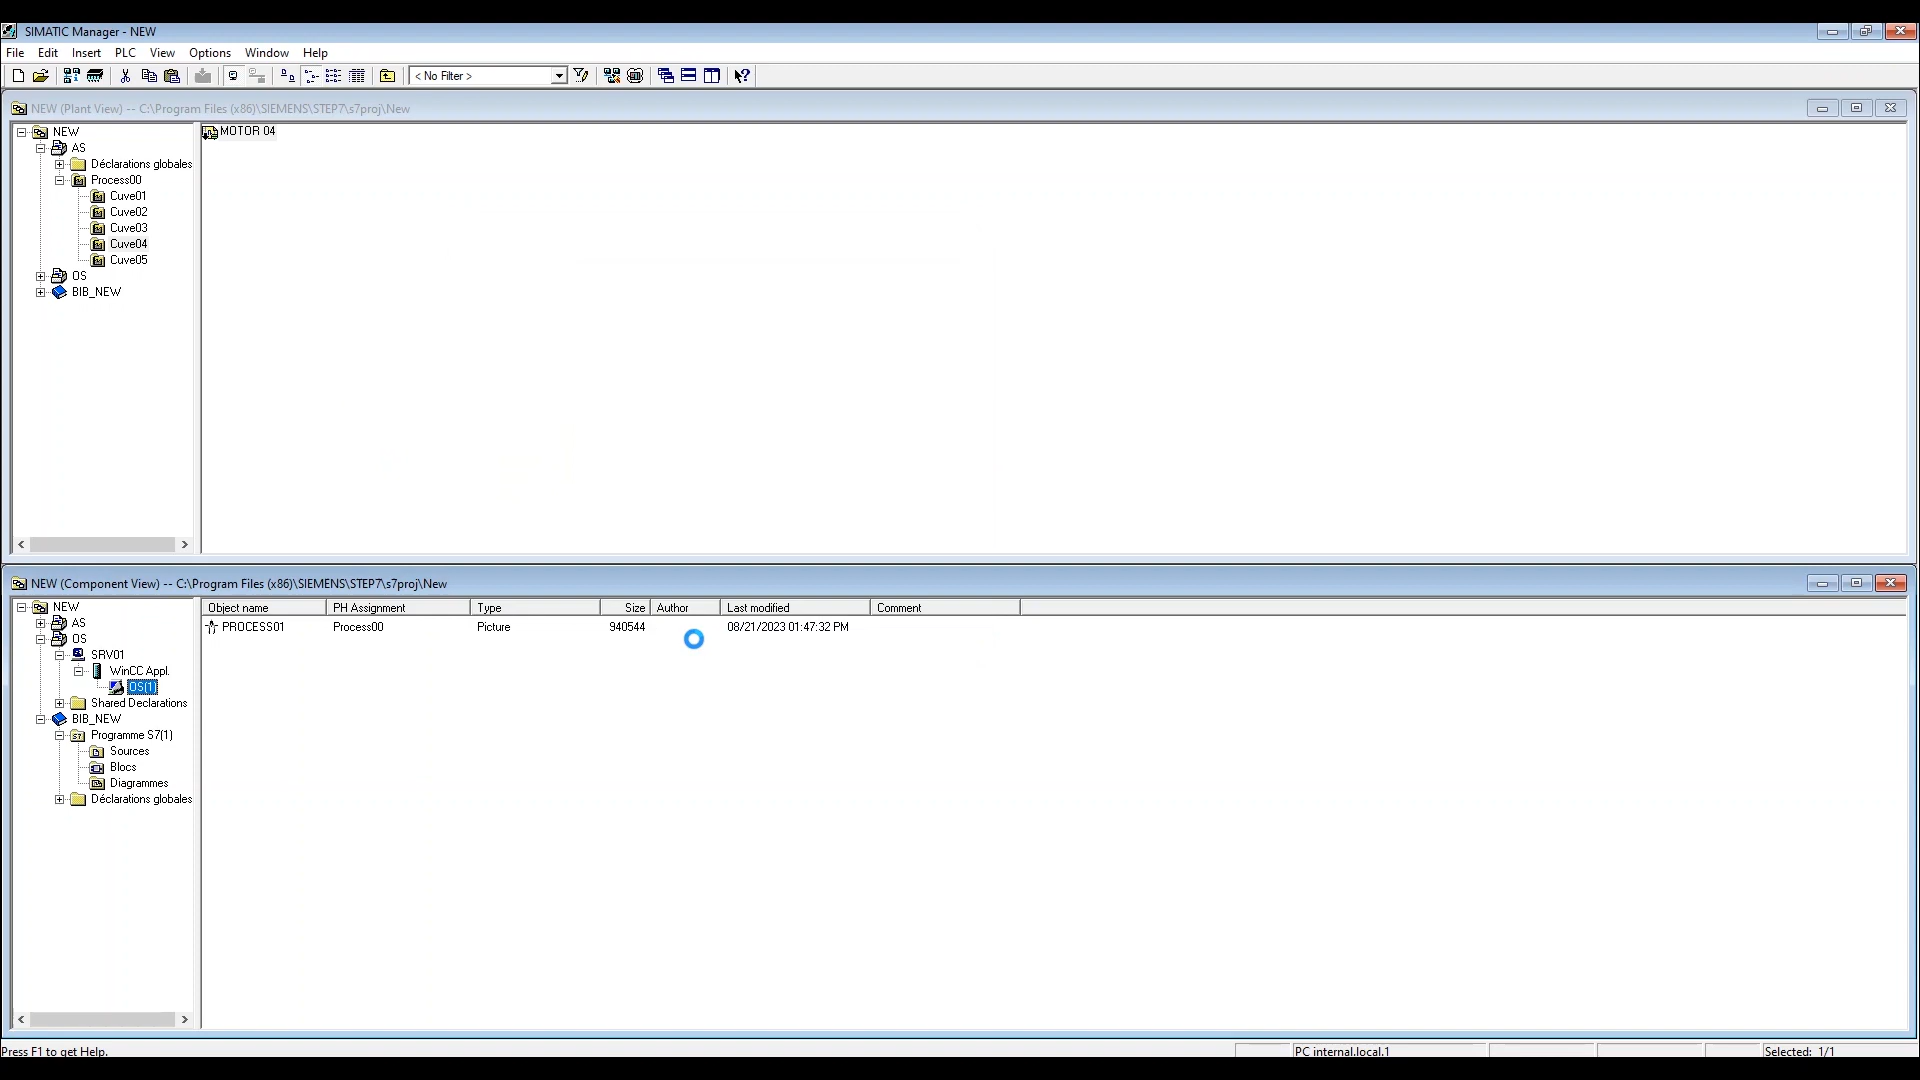 SIMATIC Manager - NEW
File Edit Insert PLC View Options Window Help
< No Filter >
NEW (Plant View) -- C:\Program Files (x86)\SIEMENS\STEP7\s7proj\New
NEW
AS
Déclarations globales
Process00
Cuve01
Cuve02
Cuve03
Cuve04
Cuve05
OS
BIB_NEW
MOTOR 04
NEW (Component View) -- C:\Program Files (x86)\SIEMENS\STEP7\s7proj\New
NEW
AS
OS
SRV01
WinCC Appl.
OS(1)
Shared Declarations
BIB_NEW
Programme S7(1)
Sources
Blocs
Diagrammes
Déclarations globales
Object name PH Assignment Type Size Author Last modified Comment
PROCESS01 Process00 Picture 940544 08/21/2023 01:47:32 PM
Press F1 to get Help. PC internal.local.1 Selected: 1/1